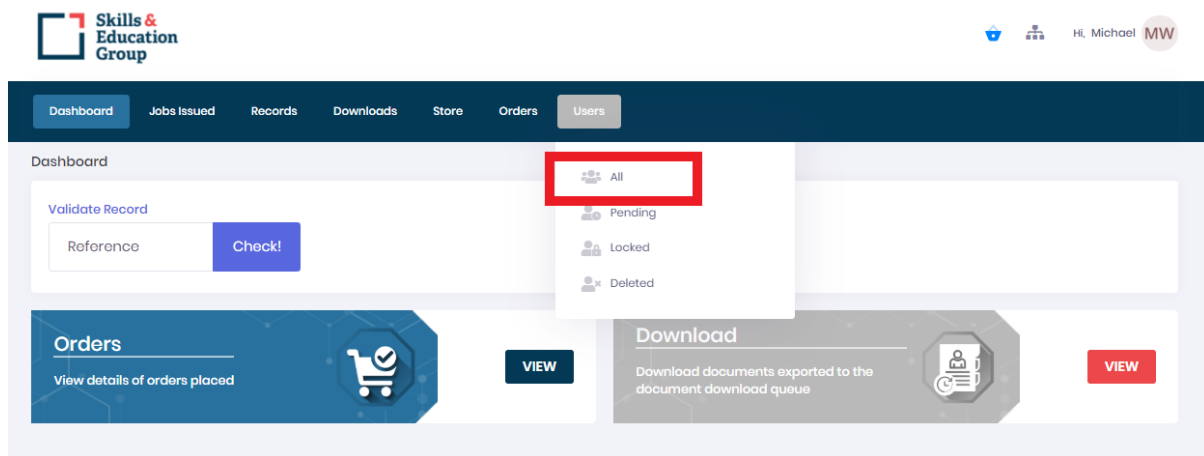 Skills &
Education
Group
Hi, Michael MW
Dashboard Jobs Issued Records Downloads Store Orders Users
Dashboard
All
Validate Record
Pending
Reference Check!
Locked
Deleted
Orders
View details of orders placed
VIEW
Download
Download documents exported to the
document download queue
VIEW